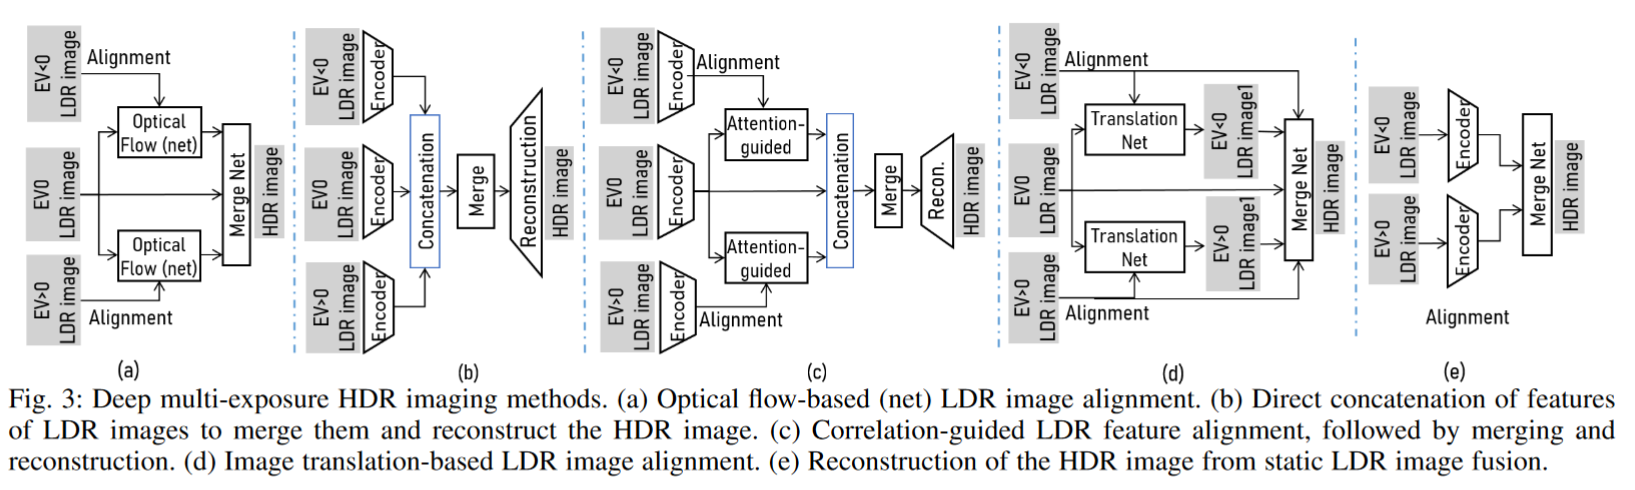 EV<0
LDR image
Alignment
Optical
Flow (net)
EV0
LDR image
Merge Net
HDR image
Optical
Flow (net)
EV>0
LDR image
Alignment
(a)
EV<0
LDR image
Encoder
EV0
LDR image
Encoder
Concatenation
Merge
Reconstruction
HDR image
EV>0
LDR image
Encoder
(b)
EV<0
LDR image
Encoder
Alignment
Attention-
guided
EV0
LDR image
Encoder
Concatenation
Merge
Recon.
HDR image
Attention-
guided
EV>0
LDR image
Encoder
Alignment
(c)
EV<0
LDR image
Alignment
Translation
Net
EV<0
LDR image1
EV0
LDR image
Merge Net
HDR image
Translation
Net
EV>0
LDR image1
EV>0
LDR image
Alignment
(d)
EV<0
LDR image
Encoder
Merge Net
HDR image
EV>0
LDR image
Encoder
Alignment
(e)
Fig. 3: Deep multi-exposure HDR imaging methods. (a) Optical flow-based (net) LDR image alignment. (b) Direct concatenation of features
of LDR images to merge them and reconstruct the HDR image. (c) Correlation-guided LDR feature alignment, followed by merging and
reconstruction. (d) Image translation-based LDR image alignment. (e) Reconstruction of the HDR image from static LDR image fusion.